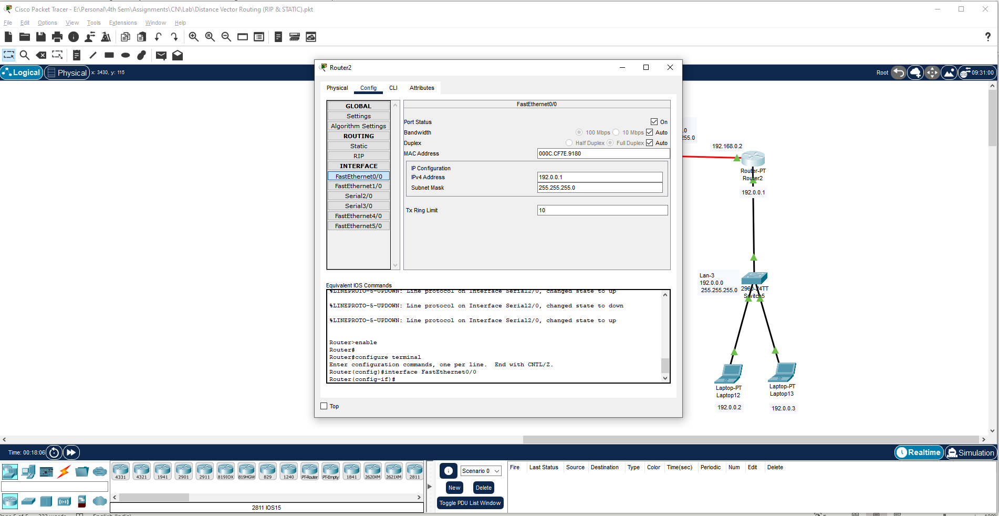 Cisco Packet Tracer - E:\Personal\4th Sem\Assignments\CN\Lab\Distance Vector Routing (RIP & STATIC).pkt
File Edit Options View Tools Extensions Window Help
?
Logical Physical x: 3430, y: 115
Root 09:31:00
Router2
Physical Config CLI Attributes
GLOBAL
Settings
Algorithm Settings
ROUTING
Static
RIP
INTERFACE
FastEthernet0/0
FastEthernet1/0
Serial2/0
Serial3/0
FastEthernet4/0
FastEthernet5/0
FastEthernet0/0
Port Status On
Bandwidth 100 Mbps 10 Mbps Auto
Duplex Half Duplex Full Duplex Auto
MAC Address 000C.CF7E.9180
IP Configuration
IPv4 Address 192.0.0.1
Subnet Mask 255.255.255.0
Tx Ring Limit 10
Equivalent IOS Commands
%LINEPROTO-5-UPDOWN: Line protocol on Interface Serial2/0, changed state to up
%LINEPROTO-5-UPDOWN: Line protocol on Interface Serial2/0, changed state to down
%LINEPROTO-5-UPDOWN: Line protocol on Interface Serial2/0, changed state to up
Router>enable
Router#
Router#configure terminal
Enter configuration commands, one per line. End with CNTL/Z.
Router(config)#interface FastEthernet0/0
Router(config-if)#
Top
.0
255.0
192.168.0.2
Router-PT
Router2
192.0.0.1
Lan-3
192.0.0.0
255.255.255.0
2960-24TT
Switch5
Laptop-PT
Laptop12
192.0.0.2
Laptop-PT
Laptop13
192.0.0.3
Time: 00:18:06
Realtime Simulation
4331 4321 1941 2901 2911 819IOX 819HGW 829 1240 PT-Router PT-Empty 1841 2620XM 2621XM 2811
2811 IOS15
Scenario 0
New Delete
Toggle PDU List Window
Fire Last Status Source Destination Type Color Time(sec) Periodic Num Edit Delete